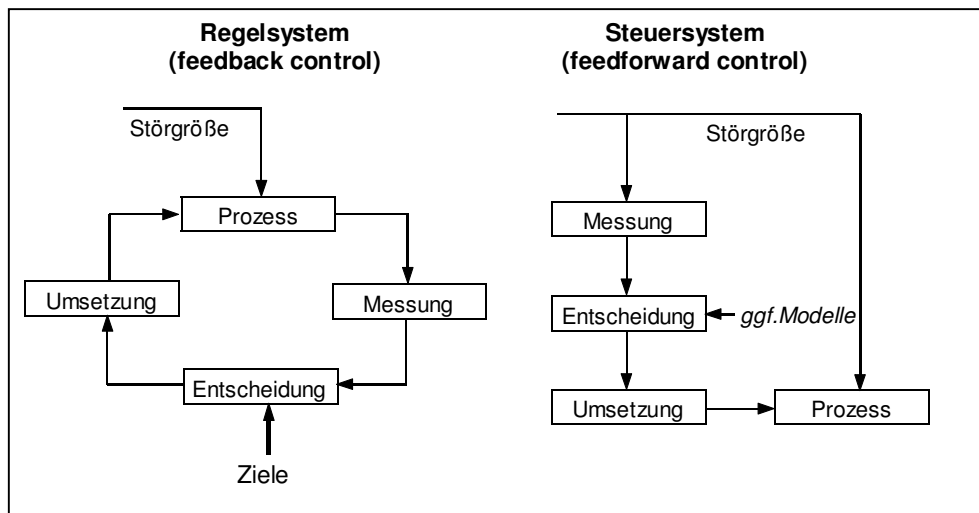 Regelsystem
(feedback control)
Störgröße
Prozess
Umsetzung
Messung
Entscheidung
Ziele
Steuersystem
(feedforward control)
Störgröße
Messung
Entscheidung
ggf.Modelle
Umsetzung
Prozess